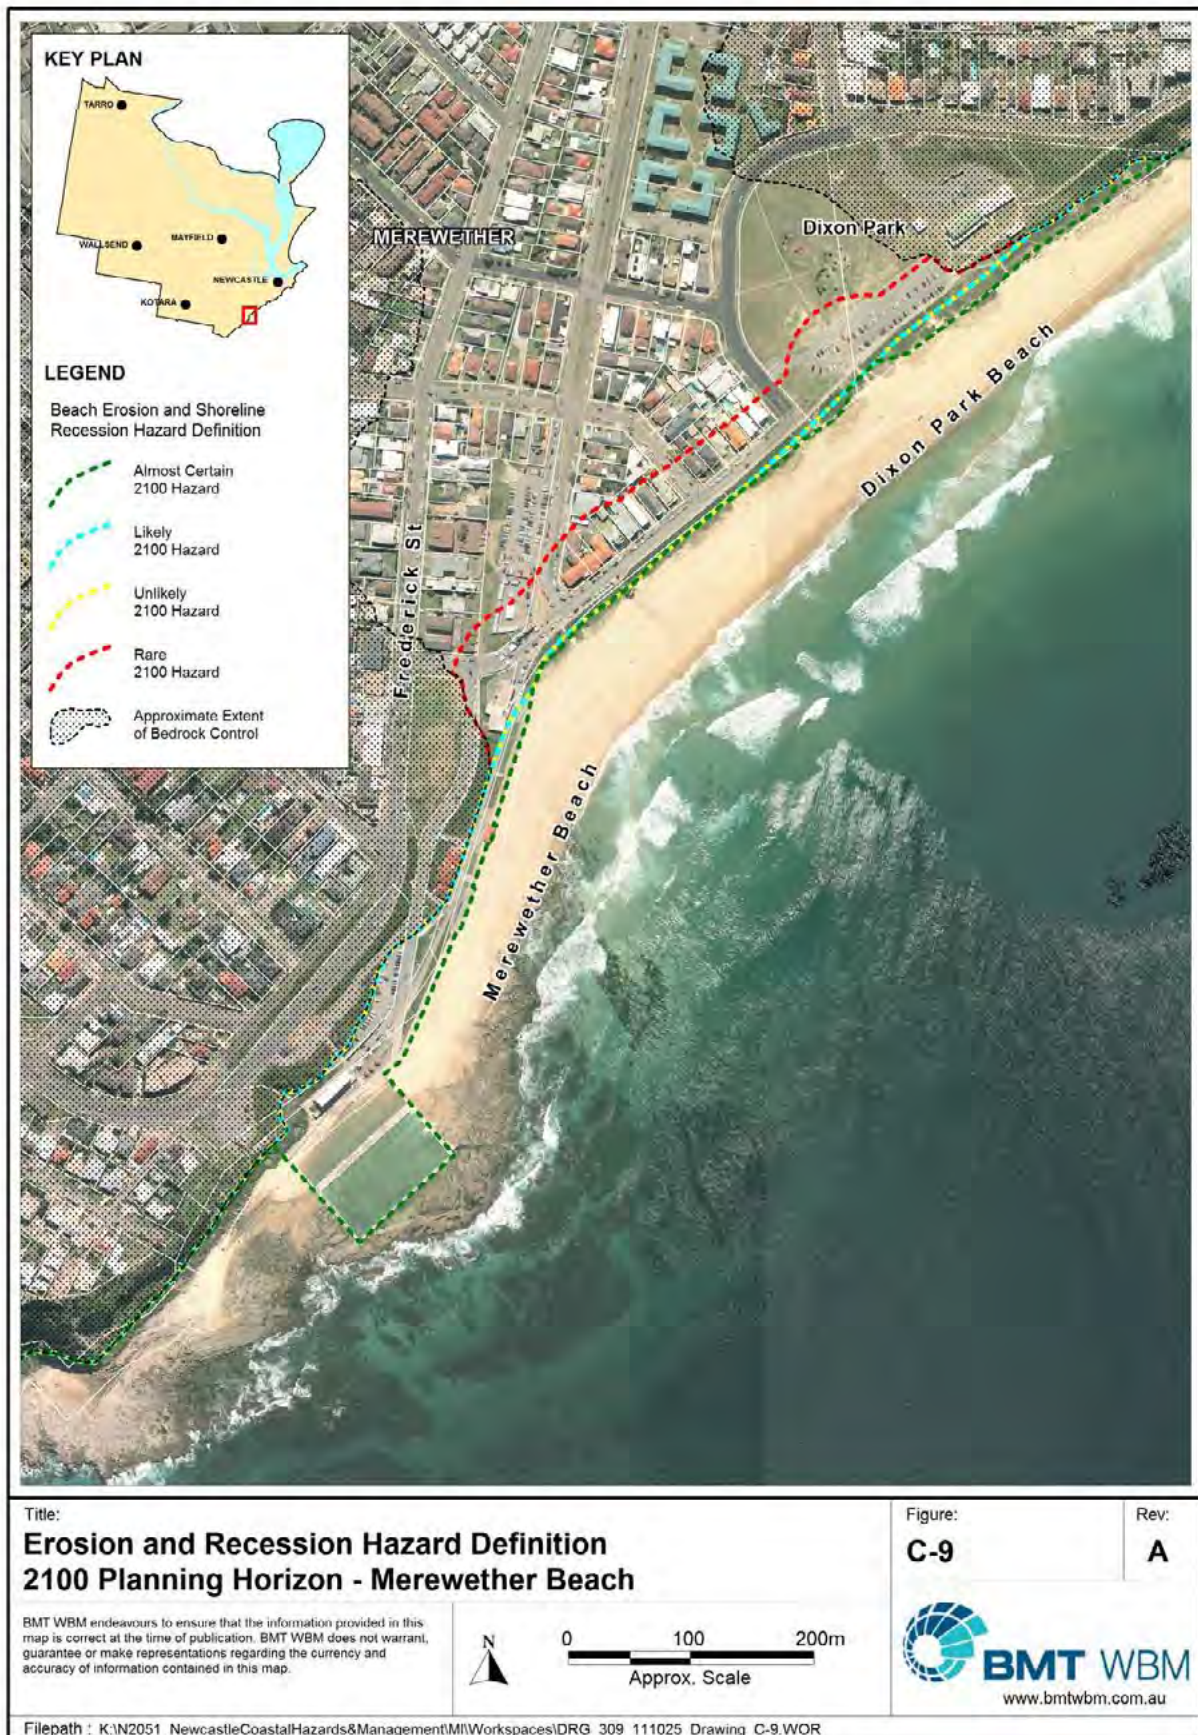 KEY PLAN
TARRO
WALLSEND
MAYFIELD
NEWCASTLE
KOTARA
LEGEND
Beach Erosion and Shoreline
Recession Hazard Definition
Almost Certain
2100 Hazard
Likely
2100 Hazard
Unlikely
2100 Hazard
Rare
2100 Hazard
Approximate Extent
of Bedrock Control
MEREWETHER
Dixon Park
Dixon Park Beach
Frederick St
Merewether Beach
Title:
Erosion and Recession Hazard Definition
2100 Planning Horizon - Merewether Beach
Figure:
C-9
Rev:
A
BMT WBM endeavours to ensure that the information provided in this
map is correct at the time of publication. BMT WBM does not warrant,
guarantee or make representations regarding the currency and
accuracy of information contained in this map.
N
0 100 200m
Approx. Scale
BMT WBM
www.bmtwbm.com.au
Filepath : K:\N2051_NewcastleCoastalHazards&Management\MI\Workspaces\DRG_309_111025_Drawing_C-9.WOR